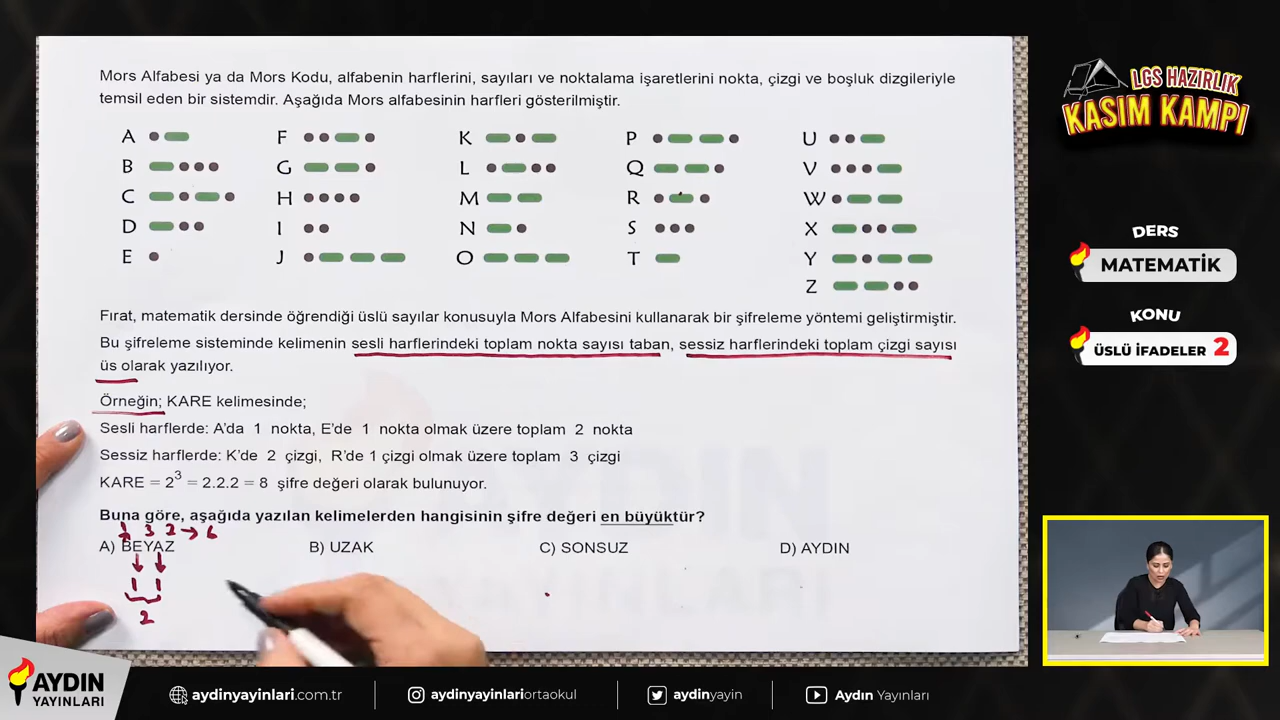 Mors Alfabesi ya da Mors Kodu, alfabenin harflerini, sayıları ve noktalama işaretlerini nokta, çizgi ve boşluk dizgileriyle
temsil eden bir sistemdir. Aşağıda Mors alfabesinin harfleri gösterilmiştir.
A F K P U
B G L Q V
C H M R W
D I N S X
E J O T Y
Z
Fırat, matematik dersinde öğrendiği üslü sayılar konusuyla Mors Alfabesini kullanarak bir şifreleme yöntemi geliştirmiştir.
Bu şifreleme sisteminde kelimenin sesli harflerindeki toplam nokta sayısı taban, sessiz harflerindeki toplam çizgi sayısı
üs olarak yazılıyor.
Örneğin; KARE kelimesinde;
Sesli harflerde: A'da 1 nokta, E'de 1 nokta olmak üzere toplam 2 nokta
Sessiz harflerde: K'de 2 çizgi, R'de 1 çizgi olmak üzere toplam 3 çizgi
KARE = 2³ = 2.2.2 = 8 şifre değeri olarak bulunuyor.
Buna göre, aşağıda yazılan kelimelerden hangisinin şifre değeri en büyüktür?
1 3 2 → 6
A) BEYAZ B) UZAK C) SONSUZ D) AYDIN
1 1
2
LGS HAZIRLIK
KASIM KAMPI
DERS
MATEMATİK
KONU
ÜSLÜ İFADELER 2
AYDIN
YAYINLARI
aydinyayinlari.com.tr
aydinyayinlariortaokul
aydinyayin
Aydın Yayınları